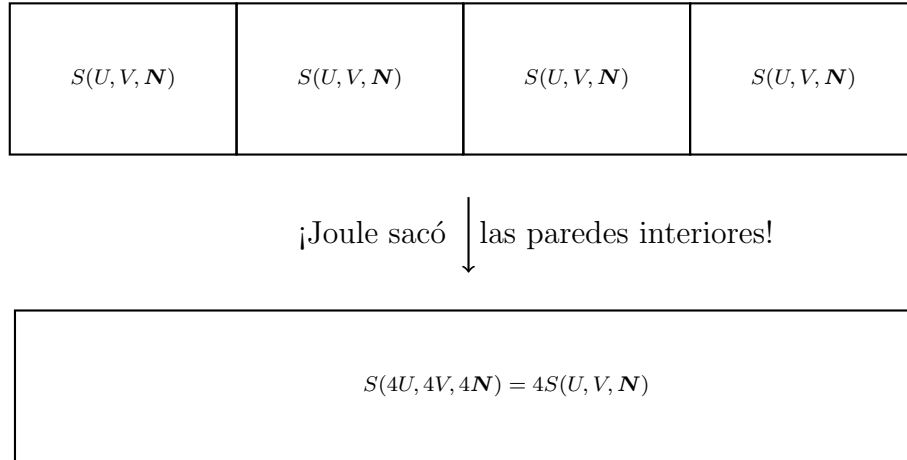 S(U, V, N) S(U, V, N) S(U, V, N) S(U, V, N)
¡Joule sacó las paredes interiores!
S(4U, 4V, 4N) = 4S(U, V, N)